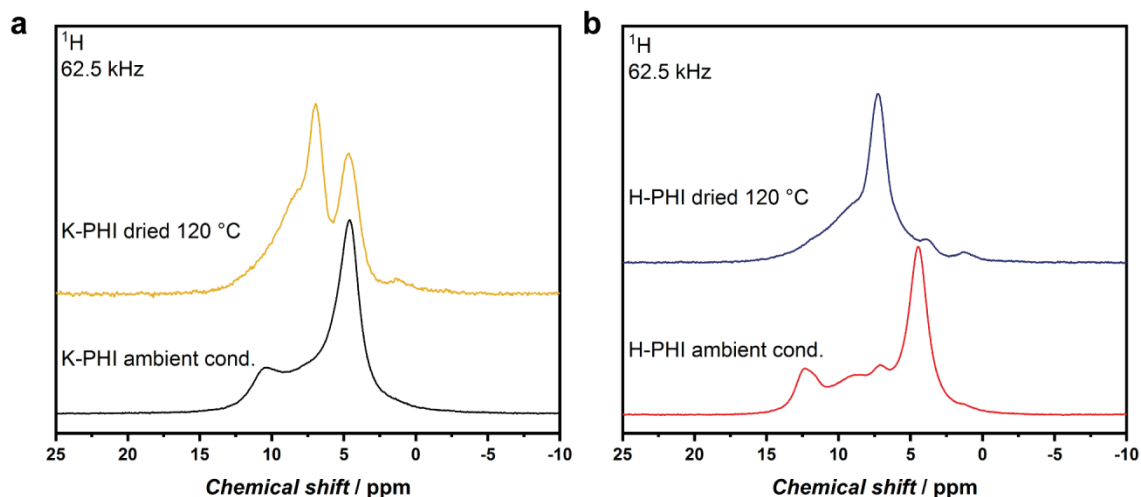 a
¹H
62.5 kHz
K-PHI dried 120 °C
K-PHI ambient cond.
25 20 15 10 5 0 -5 -10
Chemical shift / ppm
b
¹H
62.5 kHz
H-PHI dried 120 °C
H-PHI ambient cond.
25 20 15 10 5 0 -5 -10
Chemical shift / ppm